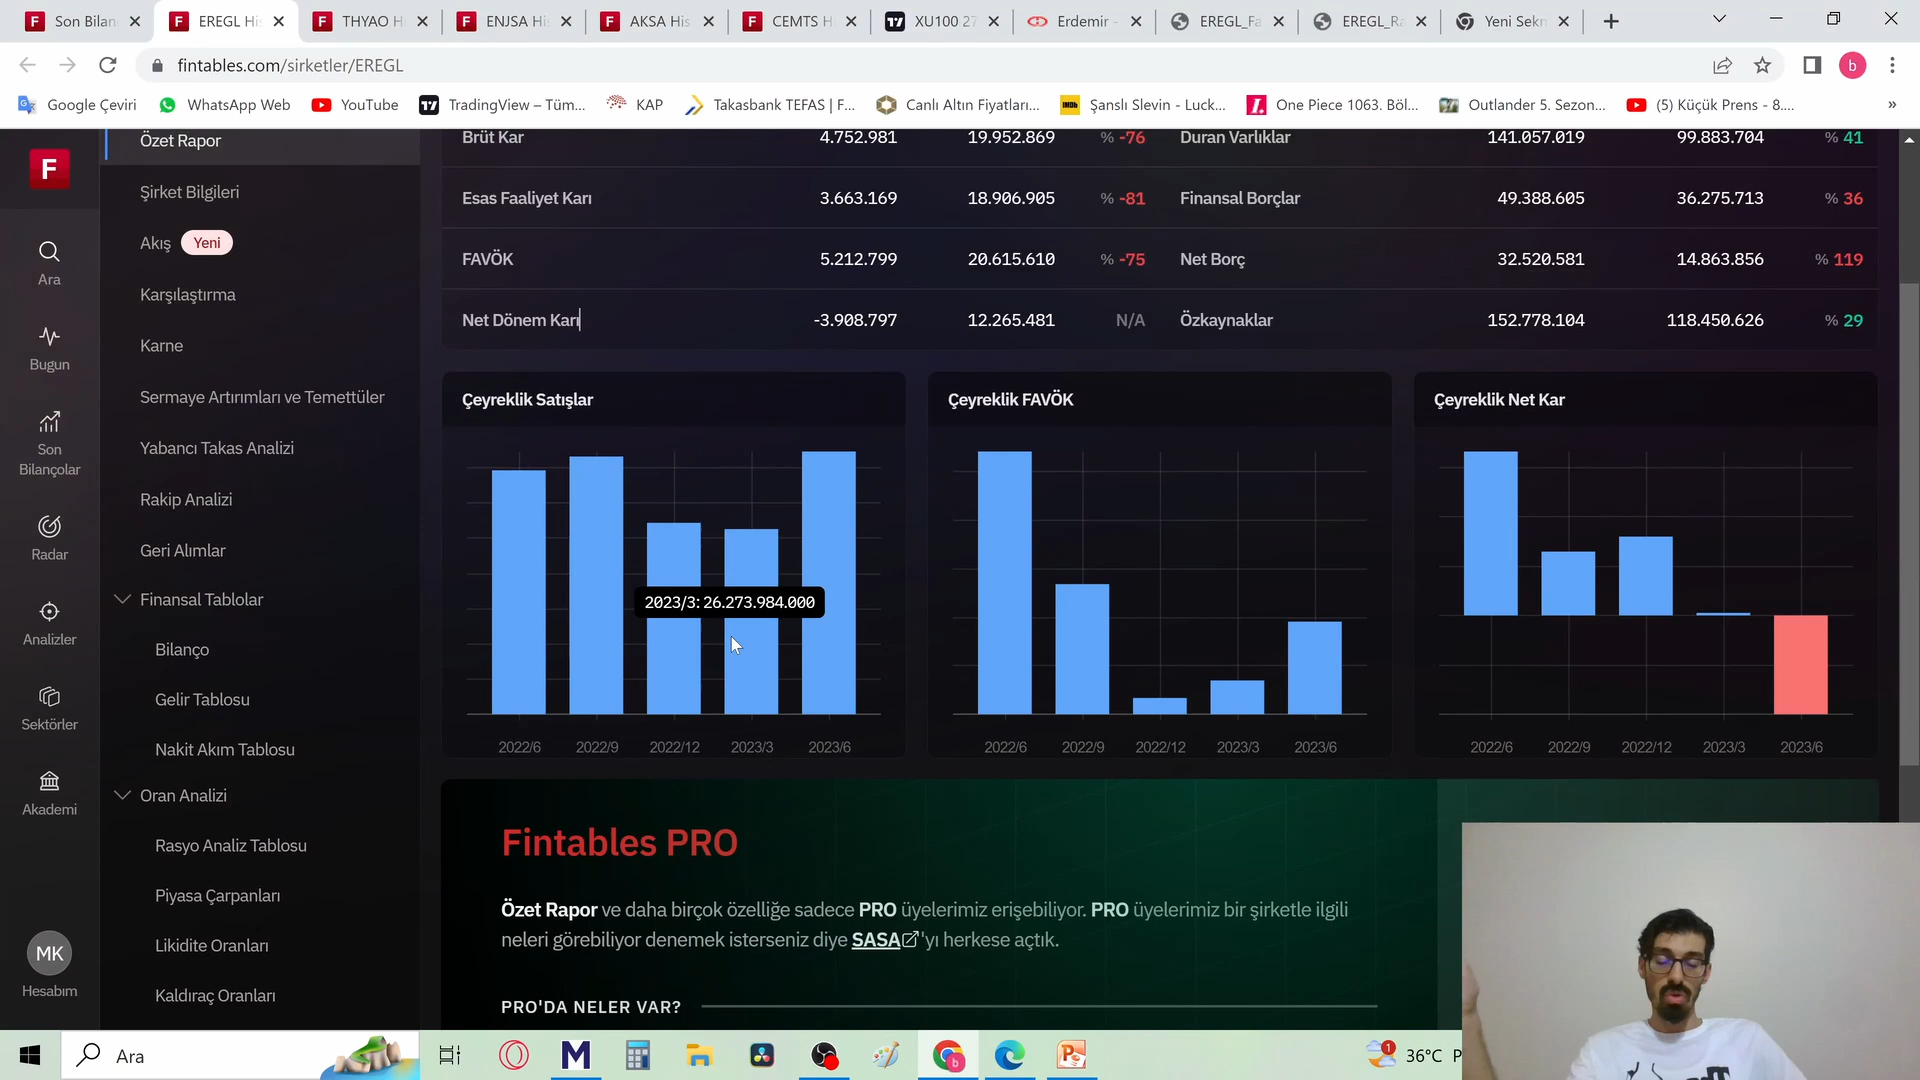 Son Bilan
EREGL His
THYAO H
ENJSA His
AKSA His
CEMTS H
XU100 27
Erdemir -
EREGL_Fa
EREGL_Ra
Yeni Sekm
fintables.com/sirketler/EREGL
b
Google Çeviri
WhatsApp Web
YouTube
TradingView – Tüm...
KAP
Takasbank TEFAS | F...
Canlı Altın Fiyatları...
Şanslı Slevin - Luck...
One Piece 1063. Böl...
Outlander 5. Sezon...
(5) Küçük Prens - 8....
»
F
Ara
Bugun
Son
Bilançolar
Radar
Analizler
Sektörler
Akademi
MK
Hesabım
Özet Rapor
Şirket Bilgileri
Akış Yeni
Karşılaştırma
Karne
Sermaye Artırımları ve Temettüler
Yabancı Takas Analizi
Rakip Analizi
Geri Alımlar
Finansal Tablolar
Bilanço
Gelir Tablosu
Nakit Akım Tablosu
Oran Analizi
Rasyo Analiz Tablosu
Piyasa Çarpanları
Likidite Oranları
Kaldıraç Oranları
Brüt Kar 4.752.981 19.952.869 % -76 Duran Varlıklar 141.057.019 99.883.704 % 41
Esas Faaliyet Karı 3.663.169 18.906.905 % -81 Finansal Borçlar 49.388.605 36.275.713 % 36
FAVÖK 5.212.799 20.615.610 % -75 Net Borç 32.520.581 14.863.856 % 119
Net Dönem Karı -3.908.797 12.265.481 N/A Özkaynaklar 152.778.104 118.450.626 % 29
Çeyreklik Satışlar
2023/3: 26.273.984.000
2022/6 2022/9 2022/12 2023/3 2023/6
Çeyreklik FAVÖK
2022/6 2022/9 2022/12 2023/3 2023/6
Çeyreklik Net Kar
2022/6 2022/9 2022/12 2023/3 2023/6
Fintables PRO
Özet Rapor ve daha birçok özelliğe sadece PRO üyelerimiz erişebiliyor. PRO üyelerimiz bir şirketle ilgili
neleri görebiliyor denemek isterseniz diye SASA'yı herkese açtık.
PRO'DA NELER VAR?
Ara
1
36°C P